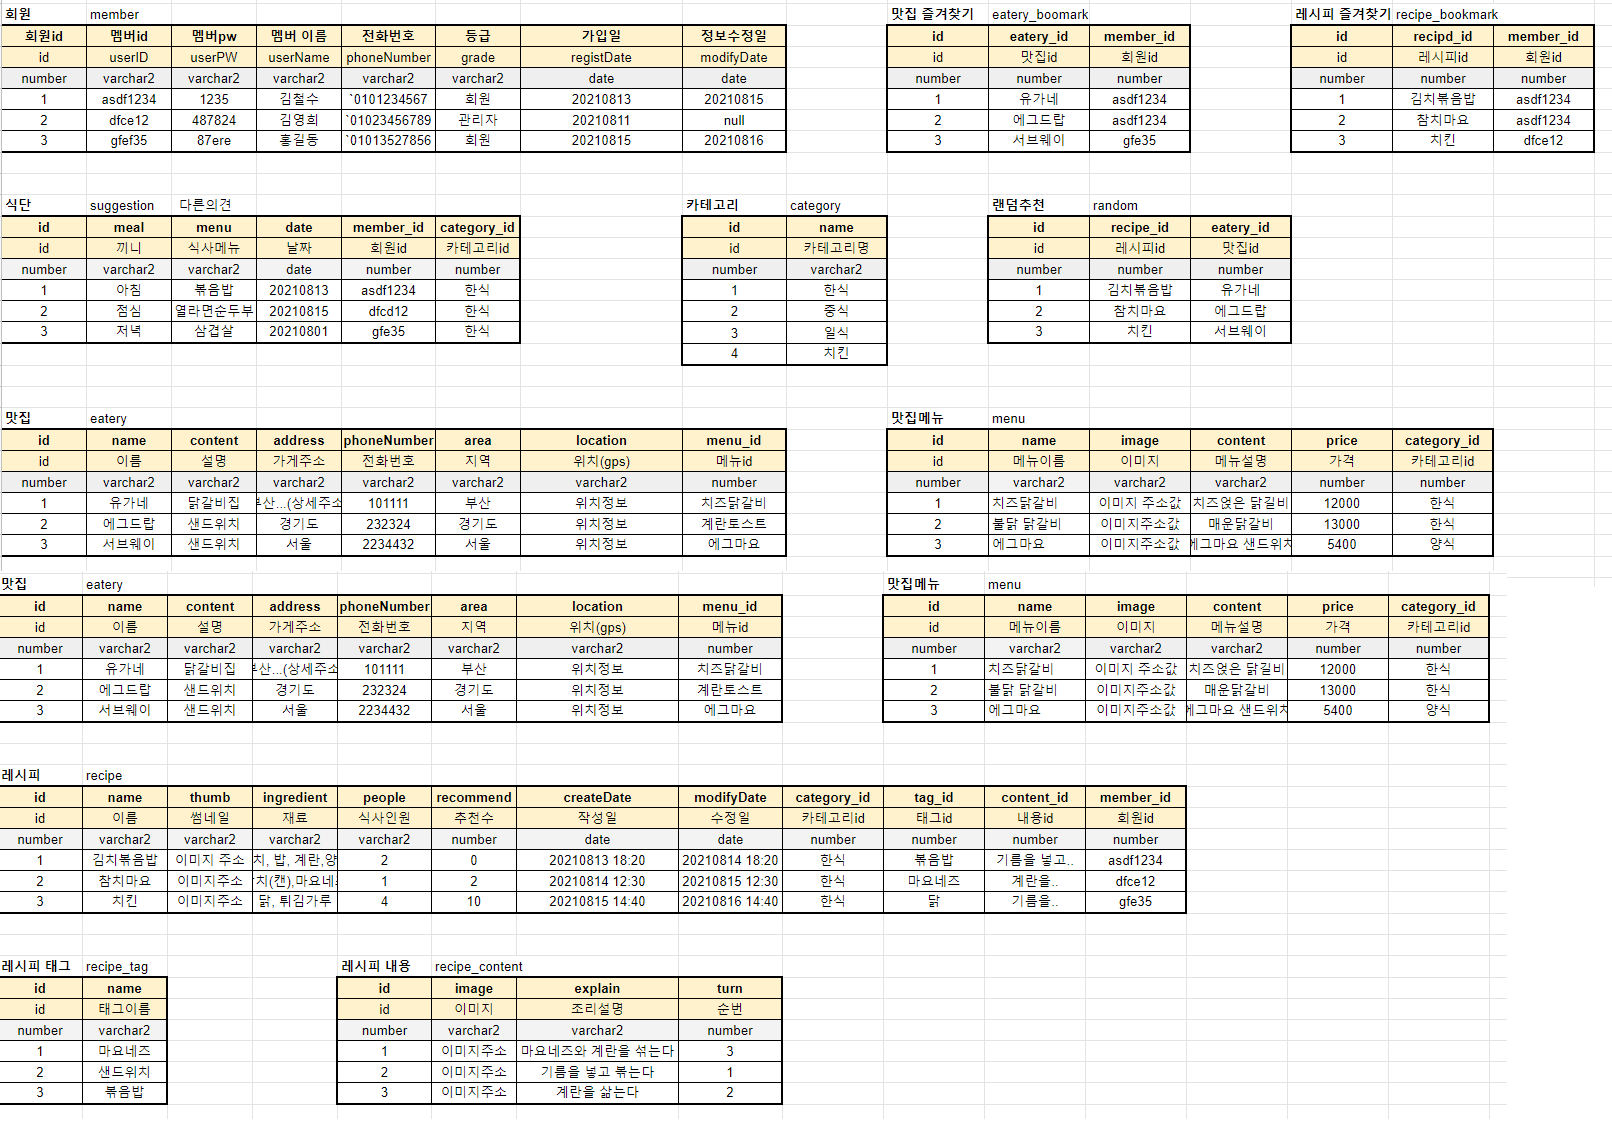 회원 member 맛집 즐겨찾기 eatery_boomark 레시피 즐겨찾기 recipe_bookmark
회원id 멤버id 멤버pw 멤버 이름 전화번호 등급 가입일 정보수정일 id eatery_id member_id id recipd_id member_id
id userID userPW userName phoneNumber grade registDate modifyDate id 맛집id 회원id id 레시피id 회원id
number varchar2 varchar2 varchar2 varchar2 varchar2 date date number number number number number number
1 asdf1234 1235 김철수 `0101234567 회원 20210813 20210815 1 유가네 asdf1234 1 김치볶음밥 asdf1234
2 dfce12 487824 김영희 `01023456789 관리자 20210811 null 2 에그드랍 asdf1234 2 참치마요 asdf1234
3 gfef35 87ere 홍길동 `01013527856 회원 20210815 20210816 3 서브웨이 gfe35 3 치킨 dfce12
식단 suggestion 다른의견 카테고리 category 랜덤추천 random
id meal menu date member_id category_id id name id recipe_id eatery_id
id 끼니 식사메뉴 날짜 회원id 카테고리id id 카테고리명 id 레시피id 맛집id
number varchar2 varchar2 date number number number varchar2 number number number
1 아침 볶음밥 20210813 asdf1234 한식 1 한식 1 김치볶음밥 유가네
2 점심 열라면순두부 20210815 dfcd12 한식 2 중식 2 참치마요 에그드랍
3 저녁 삼겹살 20210801 gfe35 한식 3 일식 3 치킨 서브웨이
4 치킨
맛집 eatery 맛집메뉴 menu
id name content address phoneNumber area location menu_id id name image content price category_id
id 이름 설명 가게주소 전화번호 지역 위치(gps) 메뉴id id 메뉴이름 이미지 메뉴설명 가격 카테고리id
number varchar2 varchar2 varchar2 varchar2 varchar2 varchar2 number number varchar2 varchar2 varchar2 number number
1 유가네 닭갈비집 부산...(상세주소 101111 부산 위치정보 치즈닭갈비 1 치즈닭갈비 이미지 주소값 치즈얹은 닭길비 12000 한식
2 에그드랍 샌드위치 경기도 232324 경기도 위치정보 계란토스트 2 불닭 닭갈비 이미지주소값 매운닭갈비 13000 한식
3 서브웨이 샌드위치 서울 2234432 서울 위치정보 에그마요 3 에그마요 이미지주소값 에그마요 샌드위치 5400 양식
맛집 eatery 맛집메뉴 menu
id name content address phoneNumber area location menu_id id name image content price category_id
id 이름 설명 가게주소 전화번호 지역 위치(gps) 메뉴id id 메뉴이름 이미지 메뉴설명 가격 카테고리id
number varchar2 varchar2 varchar2 varchar2 varchar2 varchar2 number number varchar2 varchar2 varchar2 number number
1 유가네 닭갈비집 부산...(상세주소 101111 부산 위치정보 치즈닭갈비 1 치즈닭갈비 이미지 주소값 치즈얹은 닭길비 12000 한식
2 에그드랍 샌드위치 경기도 232324 경기도 위치정보 계란토스트 2 불닭 닭갈비 이미지주소값 매운닭갈비 13000 한식
3 서브웨이 샌드위치 서울 2234432 서울 위치정보 에그마요 3 에그마요 이미지주소값 에그마요 샌드위치 5400 양식
레시피 recipe
id name thumb ingredient people recommend createDate modifyDate category_id tag_id content_id member_id
id 이름 썸네일 재료 식사인원 추천수 작성일 수정일 카테고리id 태그id 내용id 회원id
number varchar2 varchar2 varchar2 varchar2 number date date number number number number
1 김치볶음밥 이미지 주소 치, 밥, 계란,양 2 0 20210813 18:20 20210814 18:20 한식 볶음밥 기름을 넣고.. asdf1234
2 참치마요 이미지주소 치(캔),마요네즈 1 2 20210814 12:30 20210815 12:30 한식 마요네즈 계란을.. dfce12
3 치킨 이미지주소 닭, 튀김가루 4 10 20210815 14:40 20210816 14:40 한식 닭 기름을.. gfe35
레시피 태그 recipe_tag 레시피 내용 recipe_content
id name id image explain turn
id 태그이름 id 이미지 조리설명 순번
number varchar2 number varchar2 varchar2 number
1 마요네즈 1 이미지주소 마요네즈와 계란을 섞는다 3
2 샌드위치 2 이미지주소 기름을 넣고 볶는다 1
3 볶음밥 3 이미지주소 계란을 삶는다 2